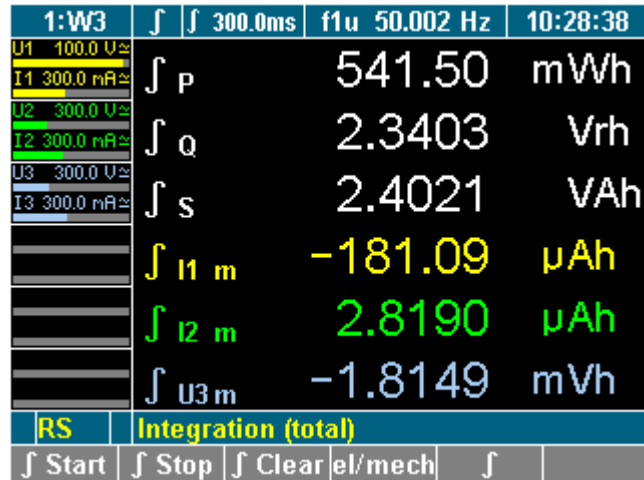 1:W3 ∫ ∫ 300.0ms f1u 50.002 Hz 10:28:38
U1 100.0 V≃
I1 300.0 mA≃
∫ P 541.50 mWh
U2 300.0 V≃
I2 300.0 mA≃
∫ Q 2.3403 Vrh
U3 300.0 V≃
I3 300.0 mA≃
∫ S 2.4021 VAh
∫ I1 m −181.09 µAh
∫ I2 m 2.8190 µAh
∫ U3 m −1.8149 mVh
RS Integration (total)
∫ Start ∫ Stop ∫ Clear el/mech ∫